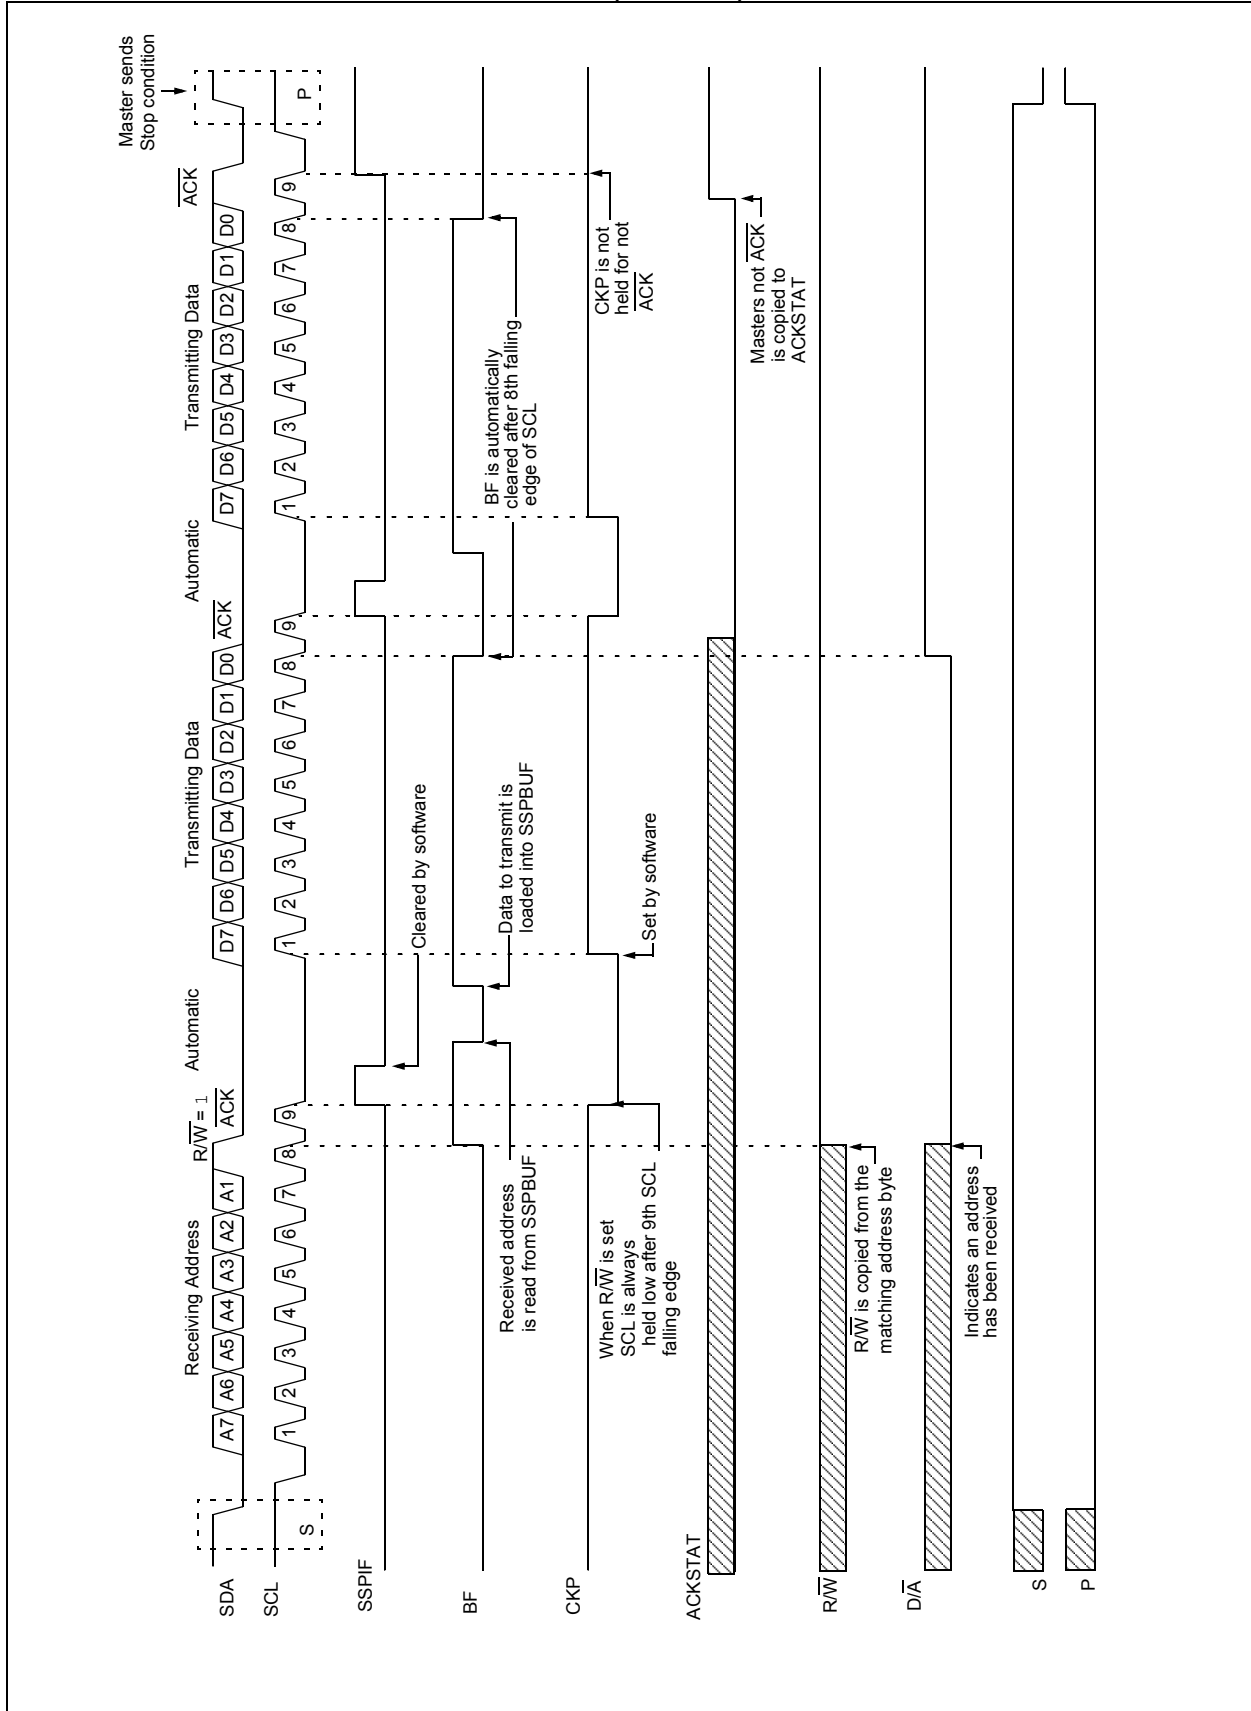 Master sends
Stop condition
Receiving Address
R/W = 1
ACK
Automatic
Transmitting Data
ACK
Automatic
Transmitting Data
ACK
SDA
A7 A6 A5 A4 A3 A2 A1
D7 D6 D5 D4 D3 D2 D1 D0
D7 D6 D5 D4 D3 D2 D1 D0
SCL
S
1 2 3 4 5 6 7 8 9
1 2 3 4 5 6 7 8 9
1 2 3 4 5 6 7 8 9
P
SSPIF
Cleared by software
BF
Received address
is read from SSPBUF
Data to transmit is
loaded into SSPBUF
BF is automatically
cleared after 8th falling
edge of SCL
CKP
When R/W is set
SCL is always
held low after 9th SCL
falling edge
Set by software
CKP is not
held for not
ACK
ACKSTAT
Masters not ACK
is copied to
ACKSTAT
R/W
R/W is copied from the
matching address byte
D/A
Indicates an address
has been received
S
P